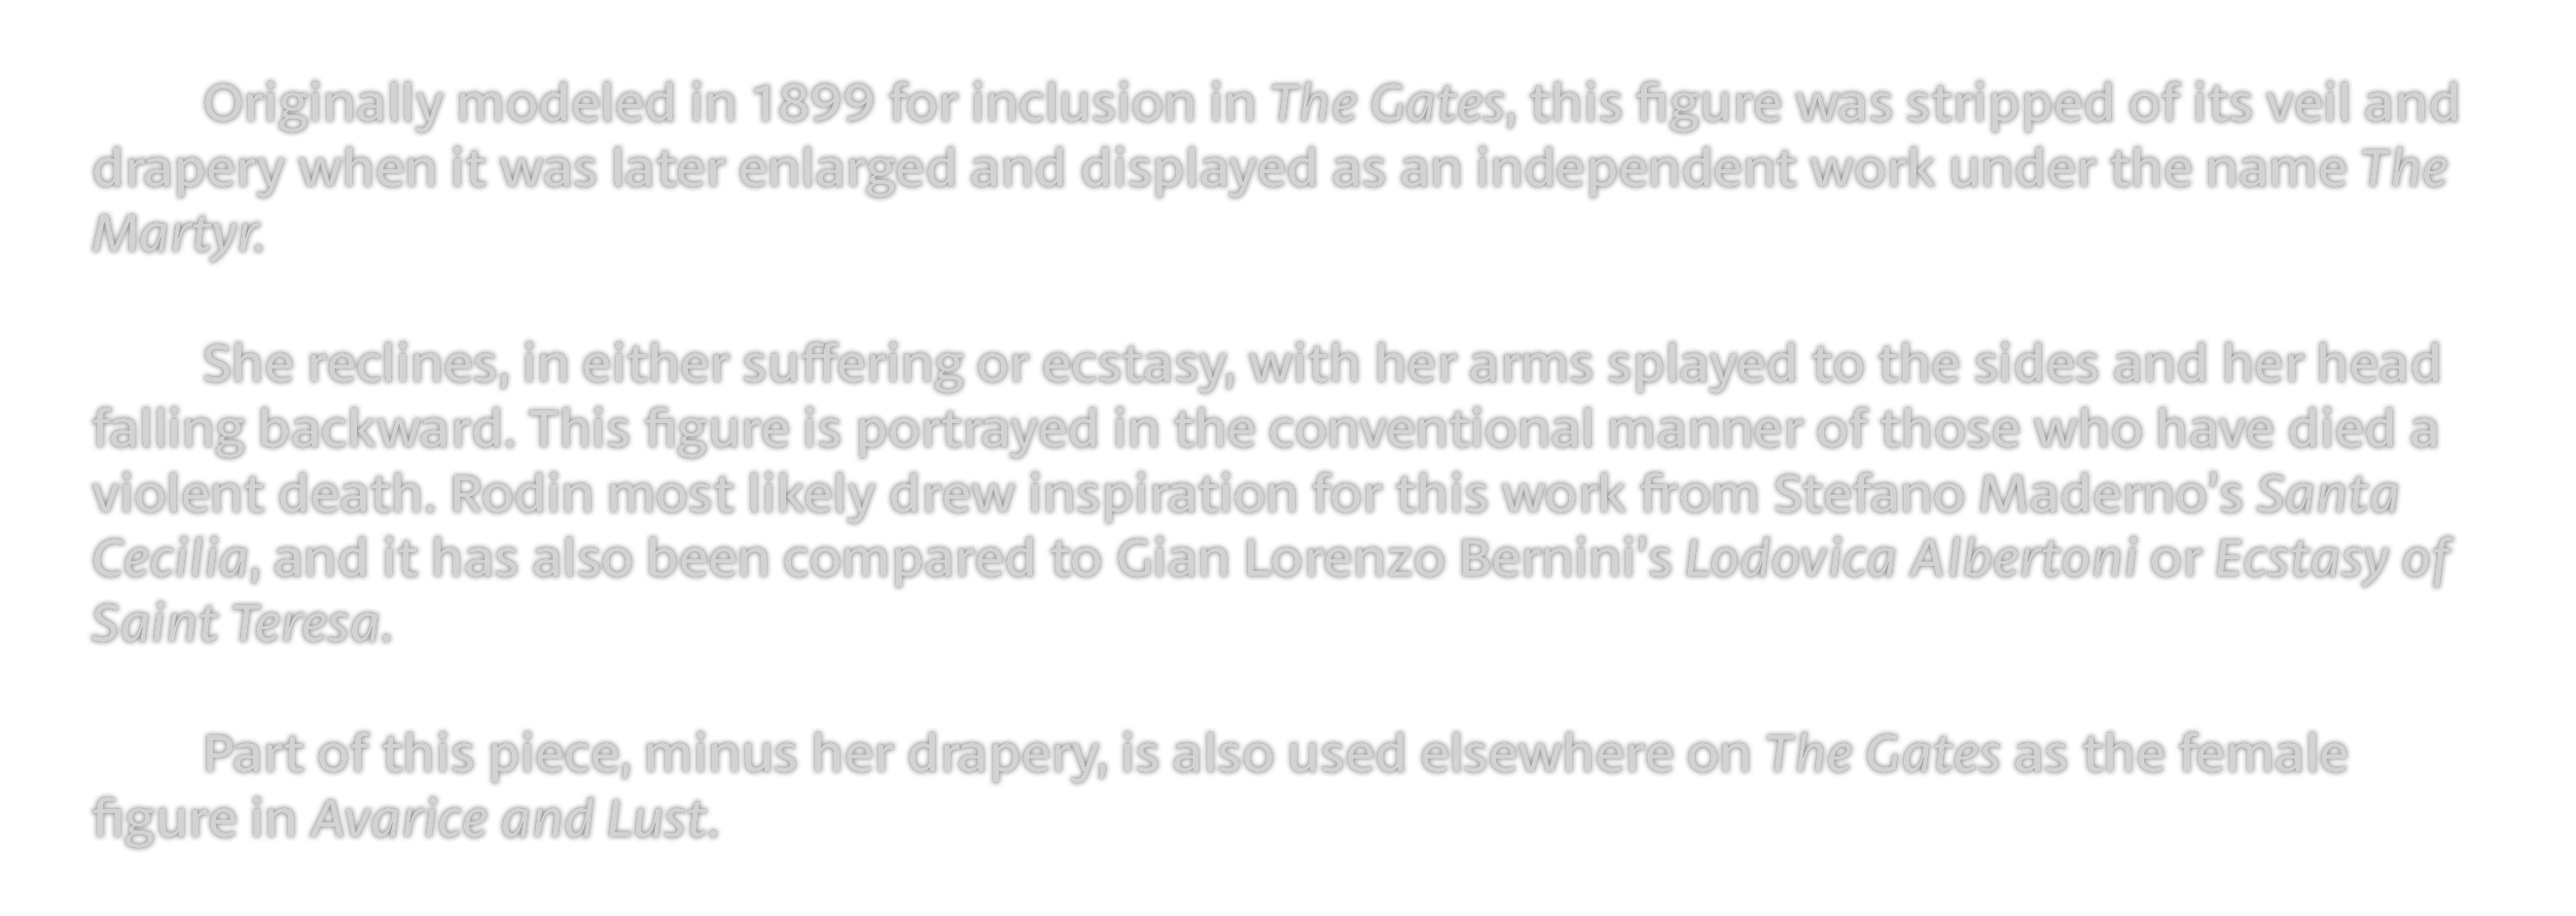 Originally modeled in 1899 for inclusion in The Gates, this figure was stripped of its veil and
drapery when it was later enlarged and displayed as an independent work under the name The
Martyr.
She reclines, in either suffering or ecstasy, with her arms splayed to the sides and her head
falling backward. This figure is portrayed in the conventional manner of those who have died a
violent death. Rodin most likely drew inspiration for this work from Stefano Maderno's Santa
Cecilia, and it has also been compared to Gian Lorenzo Bernini's Lodovica Albertoni or Ecstasy of
Saint Teresa.
Part of this piece, minus her drapery, is also used elsewhere on The Gates as the female
figure in Avarice and Lust.